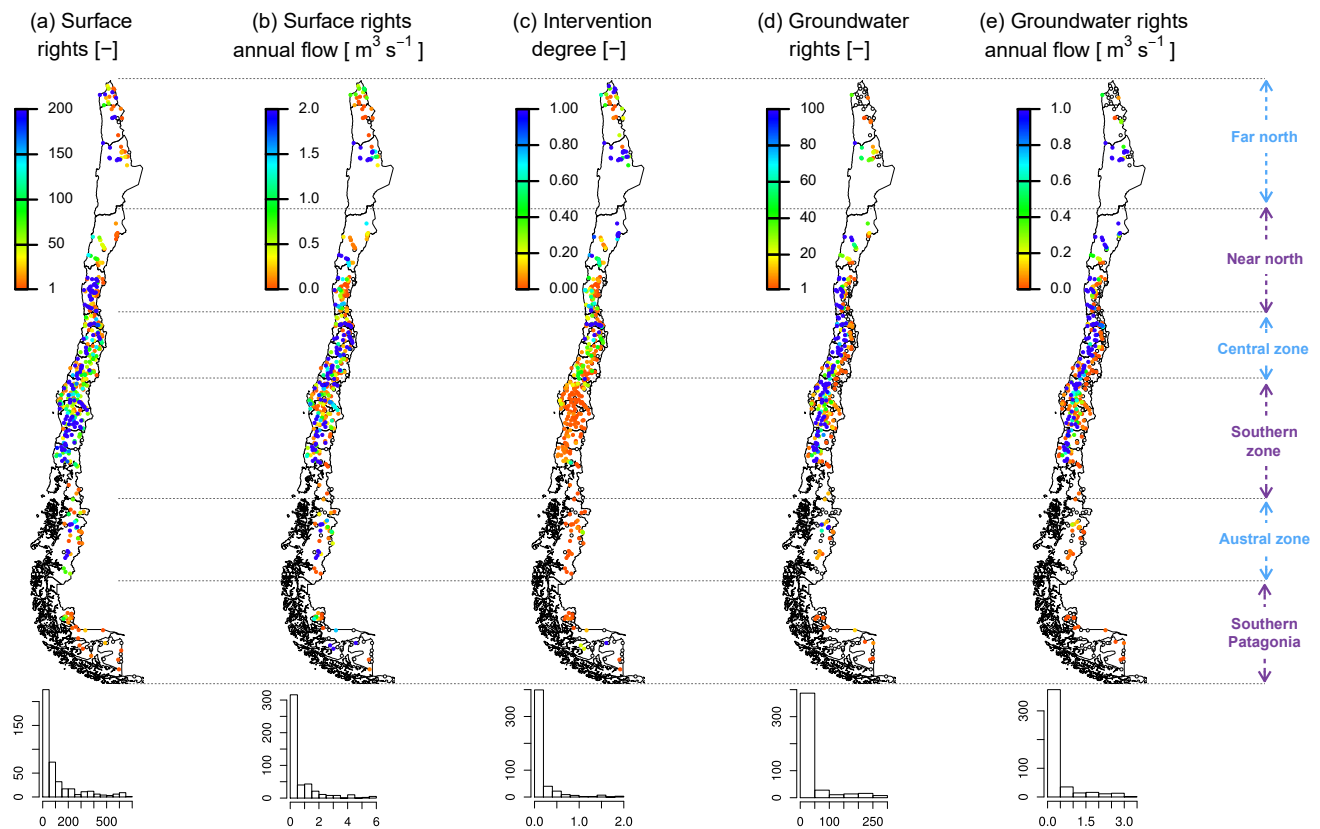 (a) Surface
rights [−]
(b) Surface rights
annual flow [ m³ s⁻¹ ]
(c) Intervention
degree [−]
(d) Groundwater
rights [−]
(e) Groundwater rights
annual flow [ m³ s⁻¹ ]
200
150
100
50
1
2.0
1.5
1.0
0.5
0.0
1.00
0.80
0.60
0.40
0.20
0.00
100
80
60
40
20
1
1.0
0.8
0.6
0.4
0.2
0.0
Far north
Near north
Central zone
Southern
zone
Austral zone
Southern
Patagonia
0 50 150
0 200 500
0 100 200 300
0 2 4 6
0 100 300
0.0 1.0 2.0
0 100 300
0 100 250
0 100 300
0.0 1.5 3.0